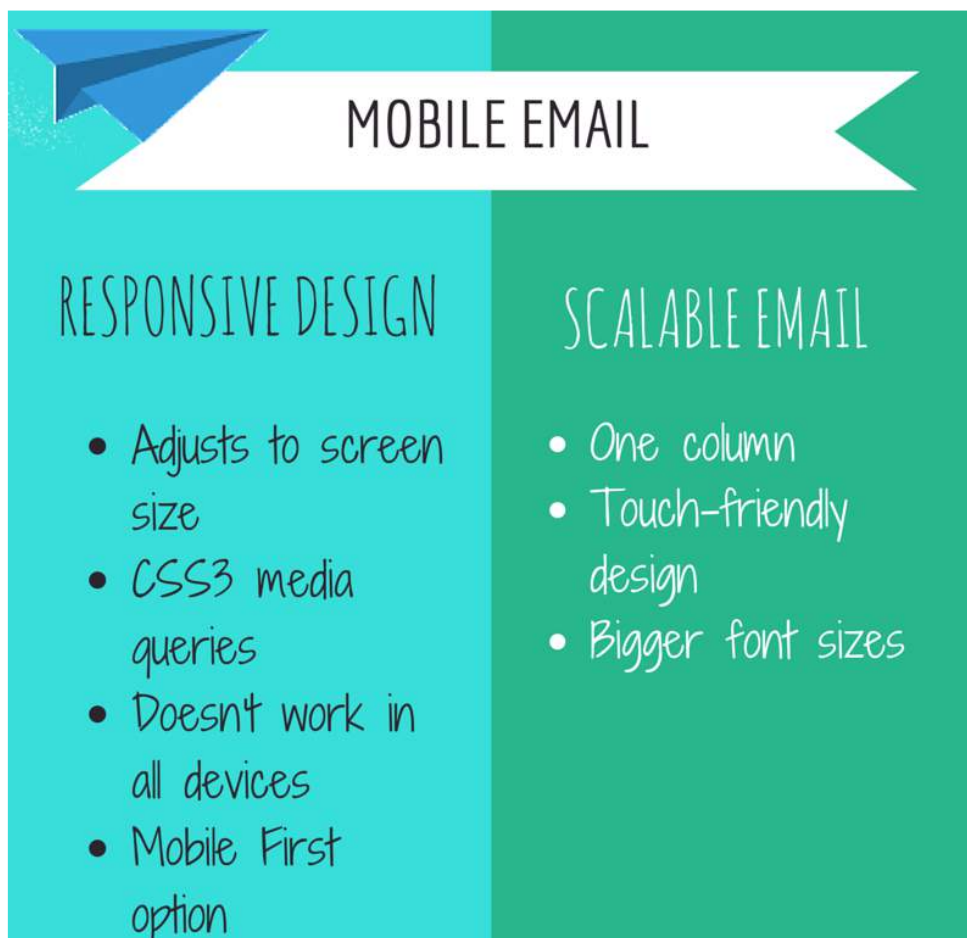 MOBILE EMAIL
RESPONSIVE DESIGN
Adjusts to screen
size
CSS3 media
queries
Doesn't work in
all devices
Mobile First
option
SCALABLE EMAIL
One column
Touch-friendly
design
Bigger font sizes